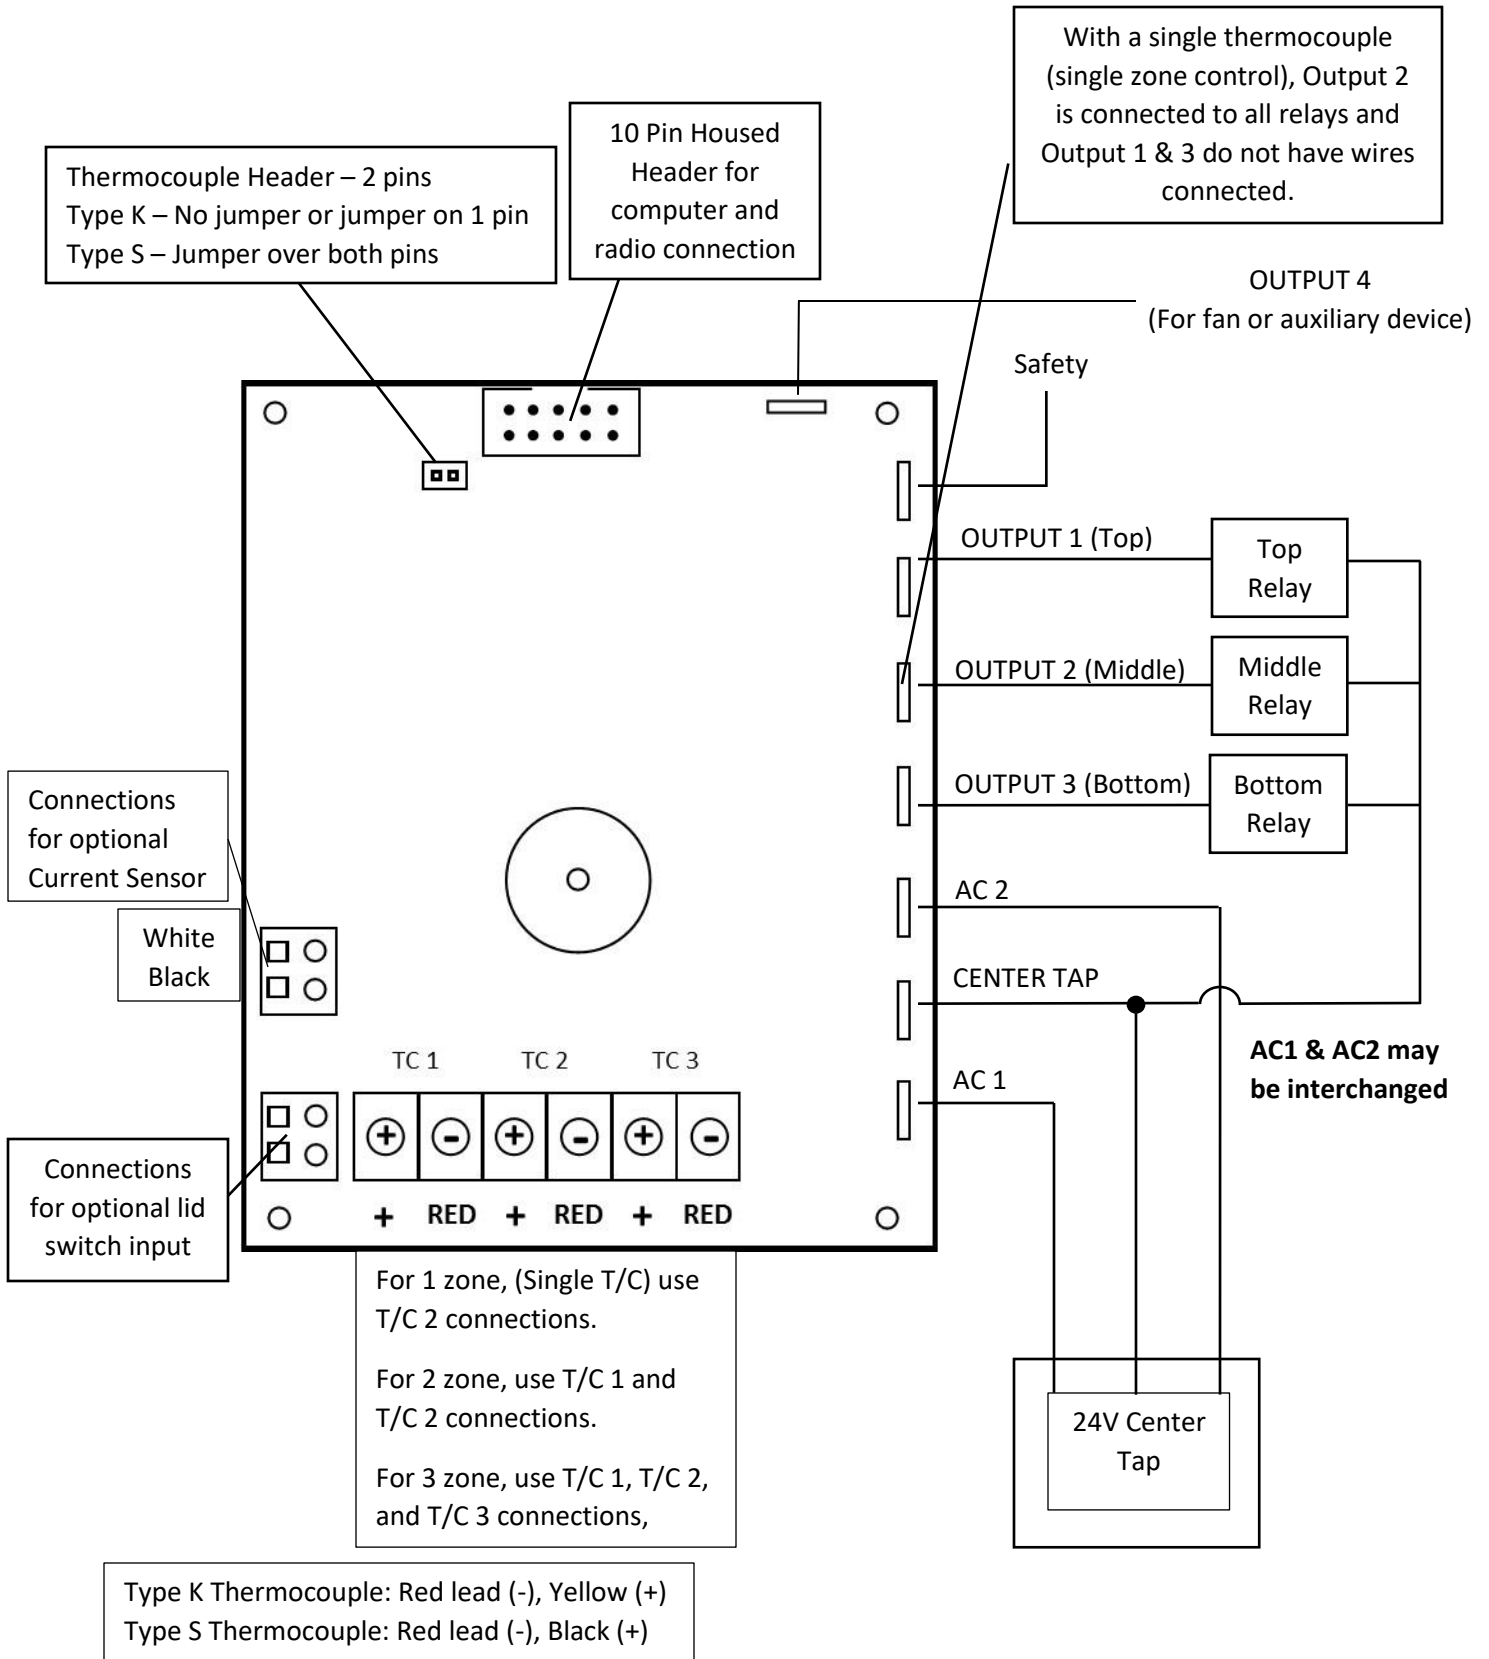 With a single thermocouple
(single zone control), Output 2
is connected to all relays and
Output 1 & 3 do not have wires
connected.
10 Pin Housed
Header for
computer and
radio connection
Thermocouple Header – 2 pins
Type K – No jumper or jumper on 1 pin
Type S – Jumper over both pins
OUTPUT 4
(For fan or auxiliary device)
Safety
OUTPUT 1 (Top)
Top
Relay
OUTPUT 2 (Middle)
Middle
Relay
OUTPUT 3 (Bottom)
Bottom
Relay
Connections
for optional
Current Sensor
White
Black
AC 2
CENTER TAP
AC1 & AC2 may
be interchanged
AC 1
TC 1 TC 2 TC 3
+ - + - + -
+ RED + RED + RED
Connections
for optional lid
switch input
For 1 zone, (Single T/C) use
T/C 2 connections.
For 2 zone, use T/C 1 and
T/C 2 connections.
For 3 zone, use T/C 1, T/C 2,
and T/C 3 connections,
24V Center
Tap
Type K Thermocouple: Red lead (-), Yellow (+)
Type S Thermocouple: Red lead (-), Black (+)